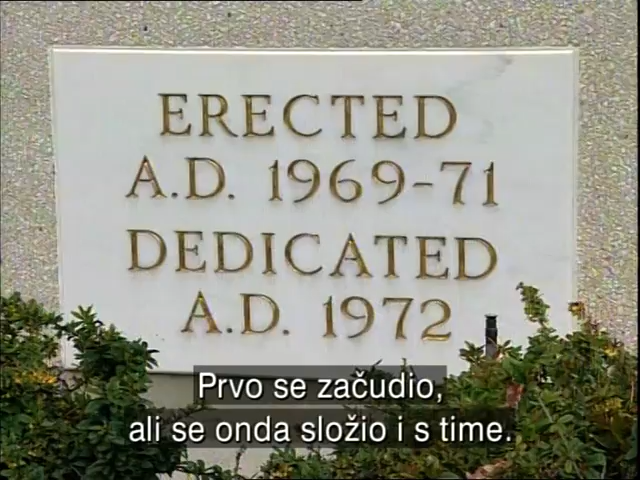 ERECTED
A.D. 1969-71
DEDICATED
A.D. 1972
Prvo se začudio,
ali se onda složio i s time.